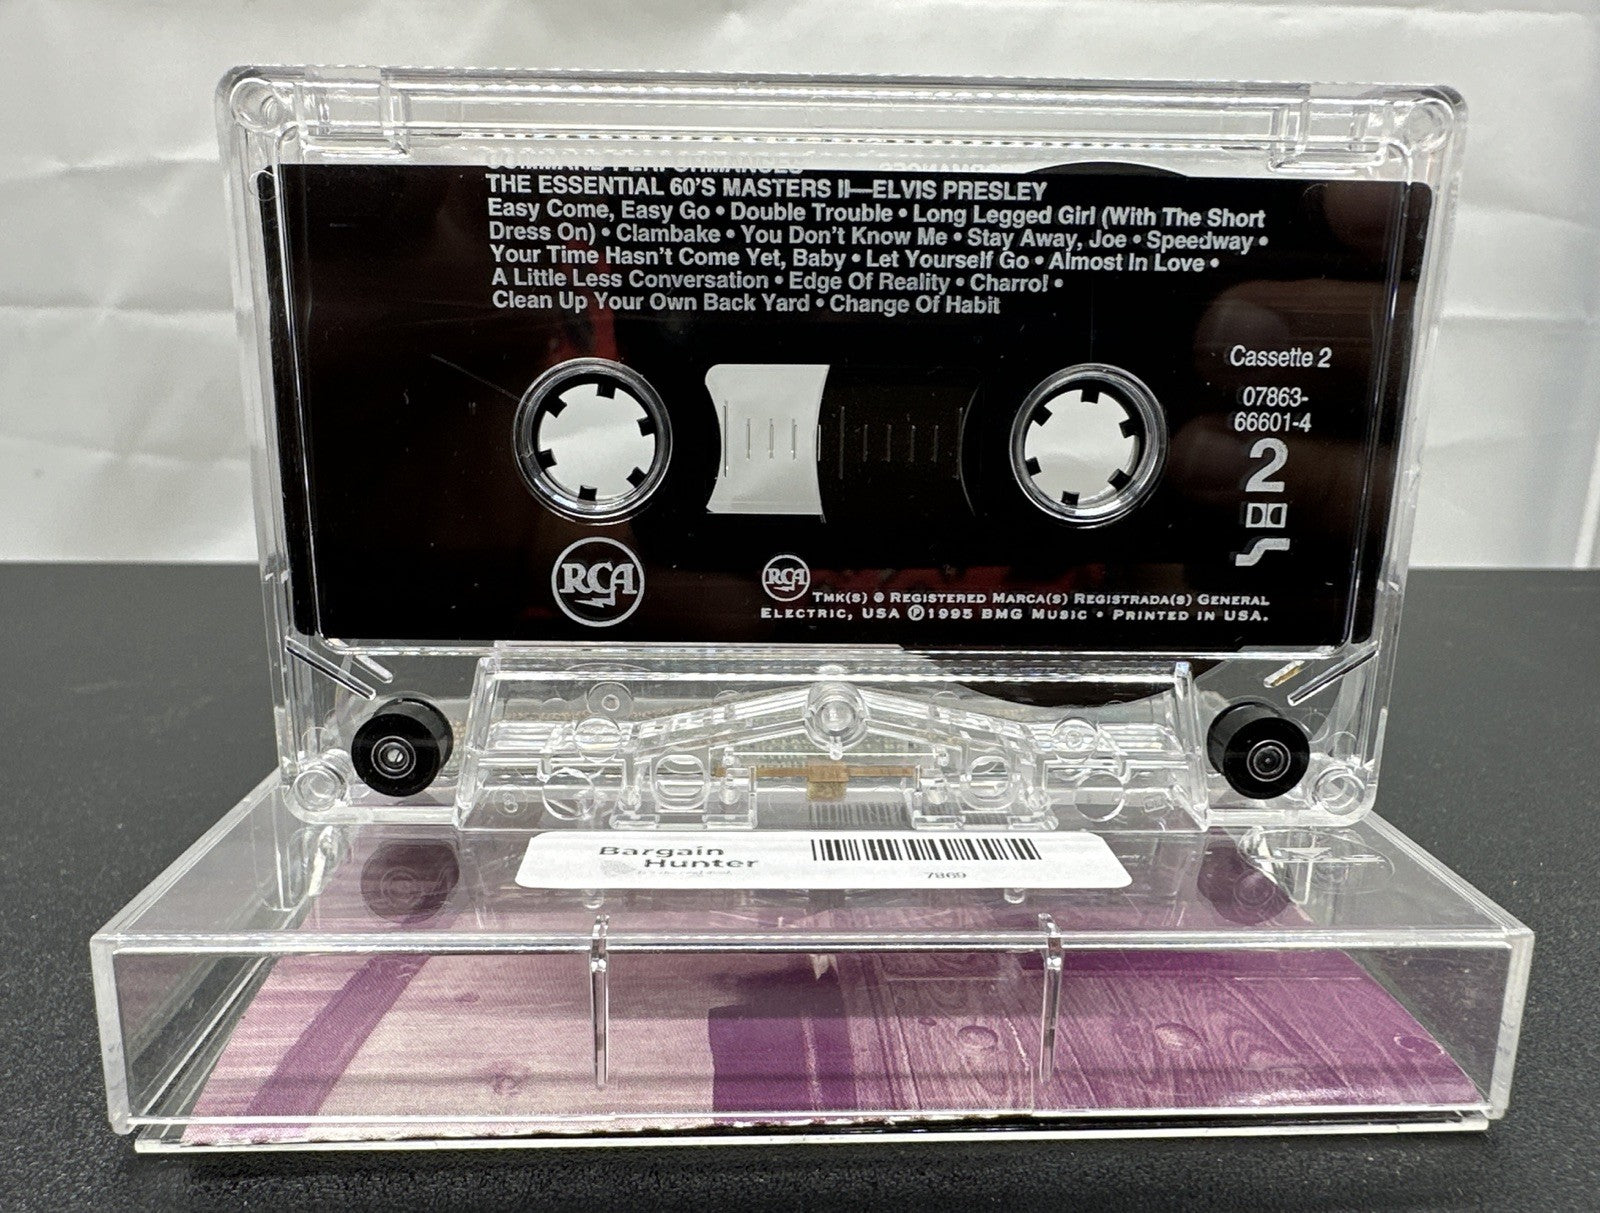 COMMAND PERFORMANCES
THE ESSENTIAL 60'S MASTERS II—ELVIS PRESLEY
Easy Come, Easy Go • Double Trouble • Long Legged Girl (With The Short
Dress On) • Clambake • You Don't Know Me • Stay Away, Joe • Speedway •
Your Time Hasn't Come Yet, Baby • Let Yourself Go • Almost In Love •
A Little Less Conversation • Edge Of Reality • Charro! •
Clean Up Your Own Back Yard • Change Of Habit
Cassette 2
07863-
66601-4
2
RCA
RCA
TMK(S) ® REGISTERED MARCA(S) REGISTRADA(S) GENERAL
ELECTRIC, USA ℗1995 BMG MUSIC • PRINTED IN USA.
Bargain
Hunter
7869